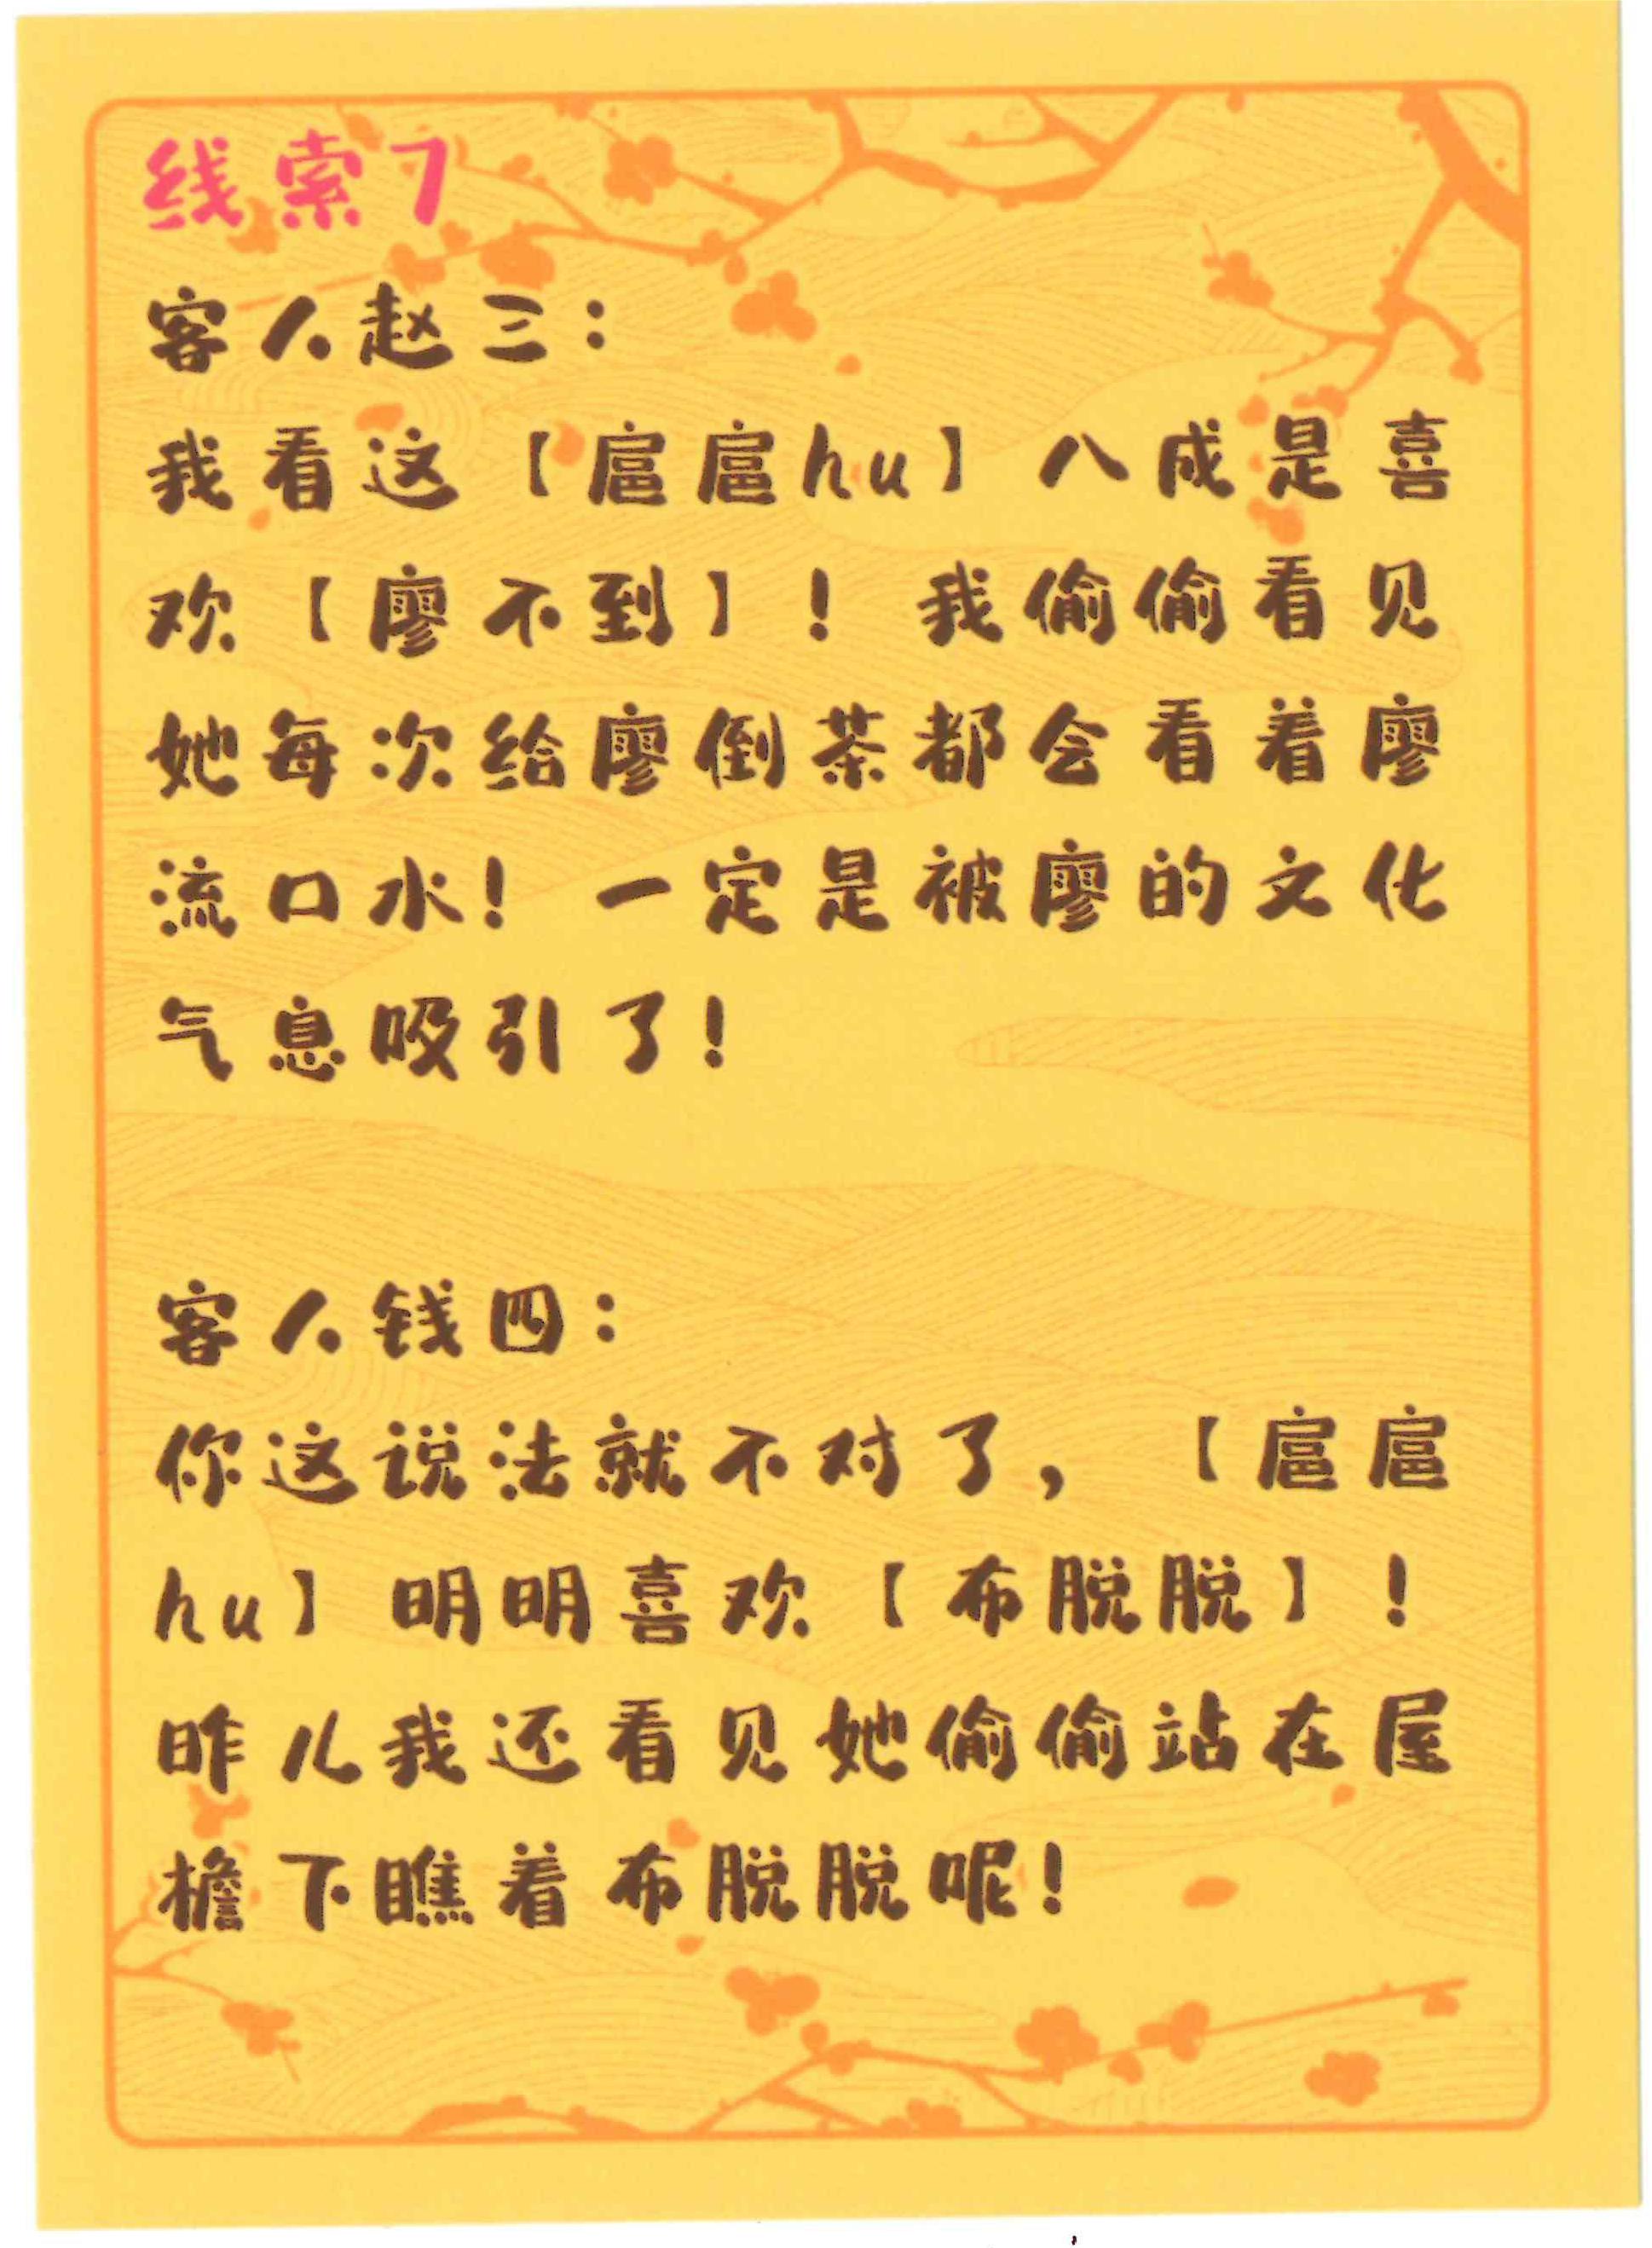 线索7
客人赵三：
我看这【扈扈hu】八成是喜
欢【廖不到】！我偷偷看见
她每次给廖倒茶都会看着廖
流口水！一定是被廖的文化
气息吸引了！
客人钱四：
你这说法就不对了，【扈扈
hu】明明喜欢【布脱脱】！
昨儿我还看见她偷偷站在屋
檐下瞧着布脱脱呢！